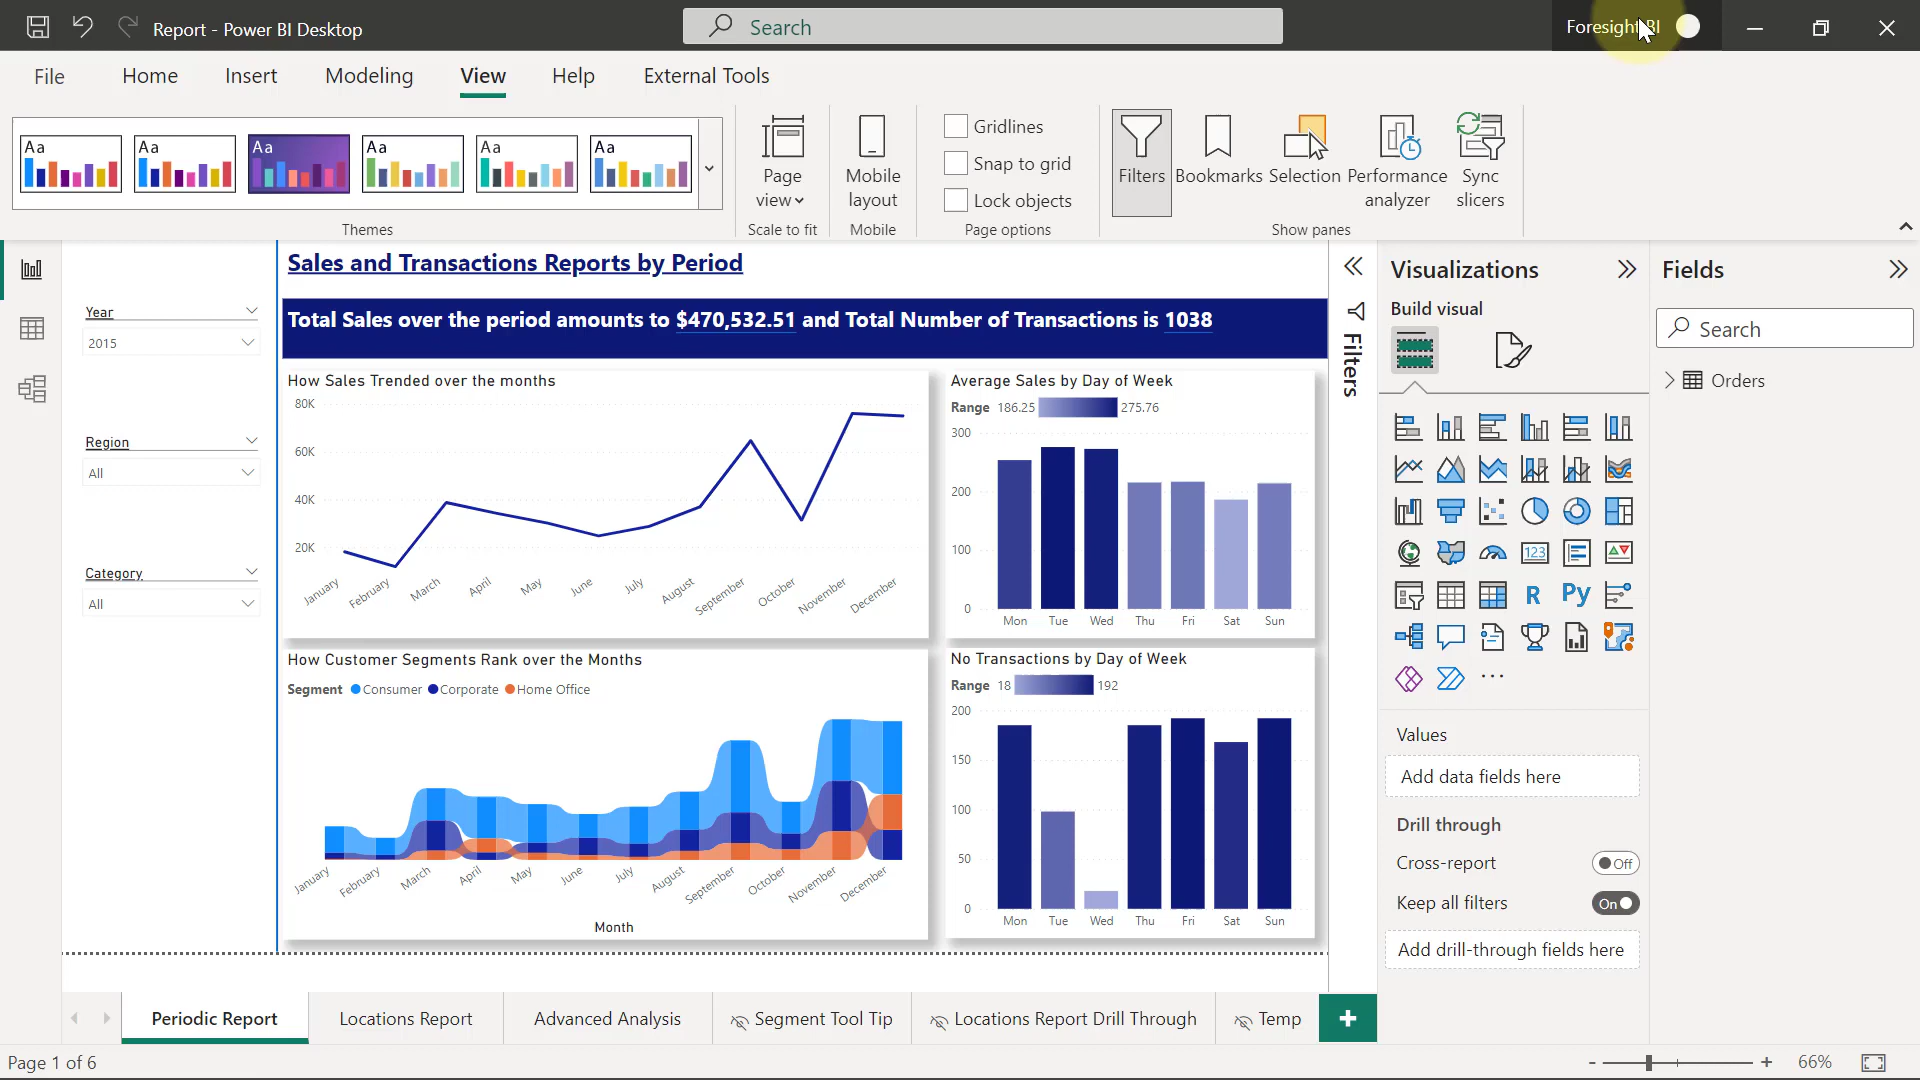 Report - Power BI Desktop
Search
Foresight BI
File
Home
Insert
Modeling
View
Help
External Tools
Aa
Aa
Aa
Aa
Aa
Aa
Themes
Page view
Scale to fit
Mobile layout
Mobile
Gridlines
Snap to grid
Lock objects
Page options
Filters
Bookmarks
Selection
Performance analyzer
Sync slicers
Show panes
Year
2015
Region
All
Category
All
Sales and Transactions Reports by Period
Total Sales over the period amounts to $470,532.51 and Total Number of Transactions is 1038
How Sales Trended over the months
80K
60K
40K
20K
January
February
March
April
May
June
July
August
September
October
November
December
Average Sales by Day of Week
Range 186.25 275.76
300
200
100
0
Mon Tue Wed Thu Fri Sat Sun
How Customer Segments Rank over the Months
Segment Consumer Corporate Home Office
January
February
March
April
May
June
July
August
September
October
November
December
Month
No Transactions by Day of Week
Range 18 192
200
150
100
50
0
Mon Tue Wed Thu Fri Sat Sun
Filters
Visualizations
Build visual
123
R
Py
Values
Add data fields here
Drill through
Cross-report
Off
Keep all filters
On
Add drill-through fields here
Fields
Search
Orders
Periodic Report
Locations Report
Advanced Analysis
Segment Tool Tip
Locations Report Drill Through
Temp
Page 1 of 6
66%